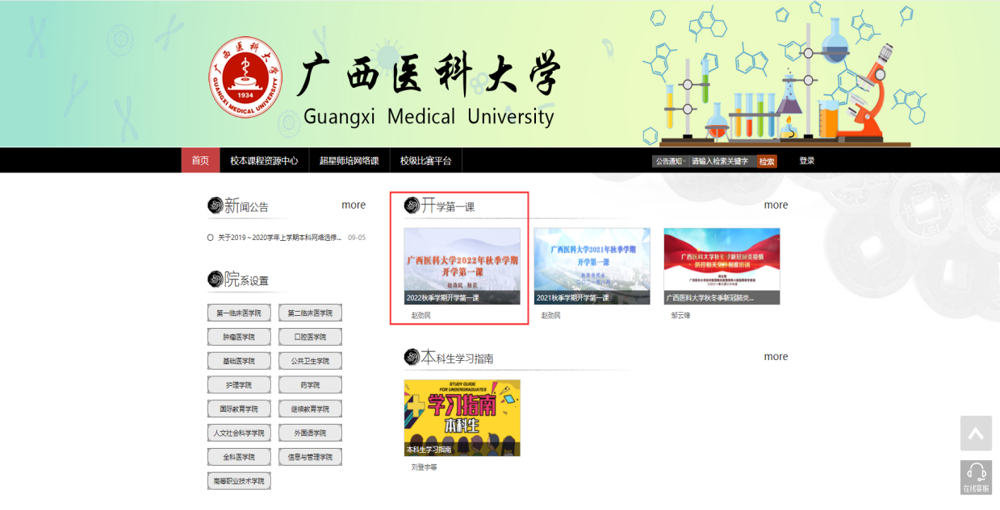 广西医科大学
GUANGXI MEDICAL UNIVERSITY
1934
广西医科大学
Guangxi Medical University
首页
校本课程资源中心
超星师培网络课
校级比赛平台
公告通知
请输入检索关键字
检索
登录
新闻公告
more
关于2019～2020学年上学期本科网络选修...
09-05
院系设置
第一临床医学院
第二临床医学院
肿瘤医学院
口腔医学院
基础医学院
公共卫生学院
护理学院
药学院
国际教育学院
继续教育学院
人文社会科学学院
外国语学院
全科医学院
信息与管理学院
高等职业技术学院
开学第一课
more
广西医科大学2022年秋季学期
开学第一课
赵劲民 校长
2022秋季学期开学第一课
赵劲民
广西医科大学2021年秋季学期
开学第一课
2021秋季学期开学第一课
赵劲民
广西医科大学秋冬季新冠肺炎疫情
防控相关文件制度培训
广西医科大学秋冬季新冠肺炎...
邹云锋
本科生学习指南
more
STUDY GUIDE
FOR UNDERGRADUATES
学习指南
本科生
本科生学习指南
刘登宇等
在线客服